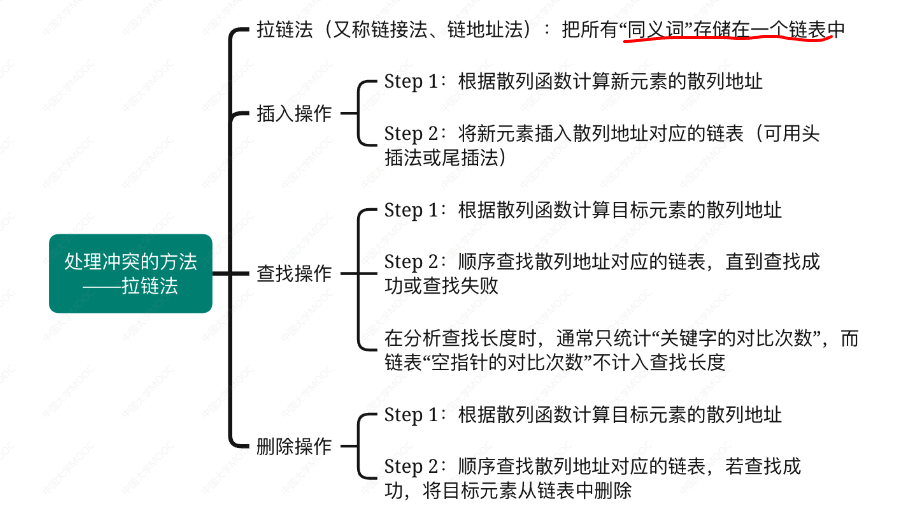 拉链法（又称链接法、链地址法）：把所有“同义词”存储在一个链表中
插入操作
Step 1：根据散列函数计算新元素的散列地址
Step 2：将新元素插入散列地址对应的链表（可用头
插法或尾插法）
处理冲突的方法
——拉链法
查找操作
Step 1：根据散列函数计算目标元素的散列地址
Step 2：顺序查找散列地址对应的链表，直到查找成
功或查找失败
在分析查找长度时，通常只统计“关键字的对比次数”，而
链表“空指针的对比次数”不计入查找长度
删除操作
Step 1：根据散列函数计算目标元素的散列地址
Step 2：顺序查找散列地址对应的链表，若查找成
功，将目标元素从链表中删除